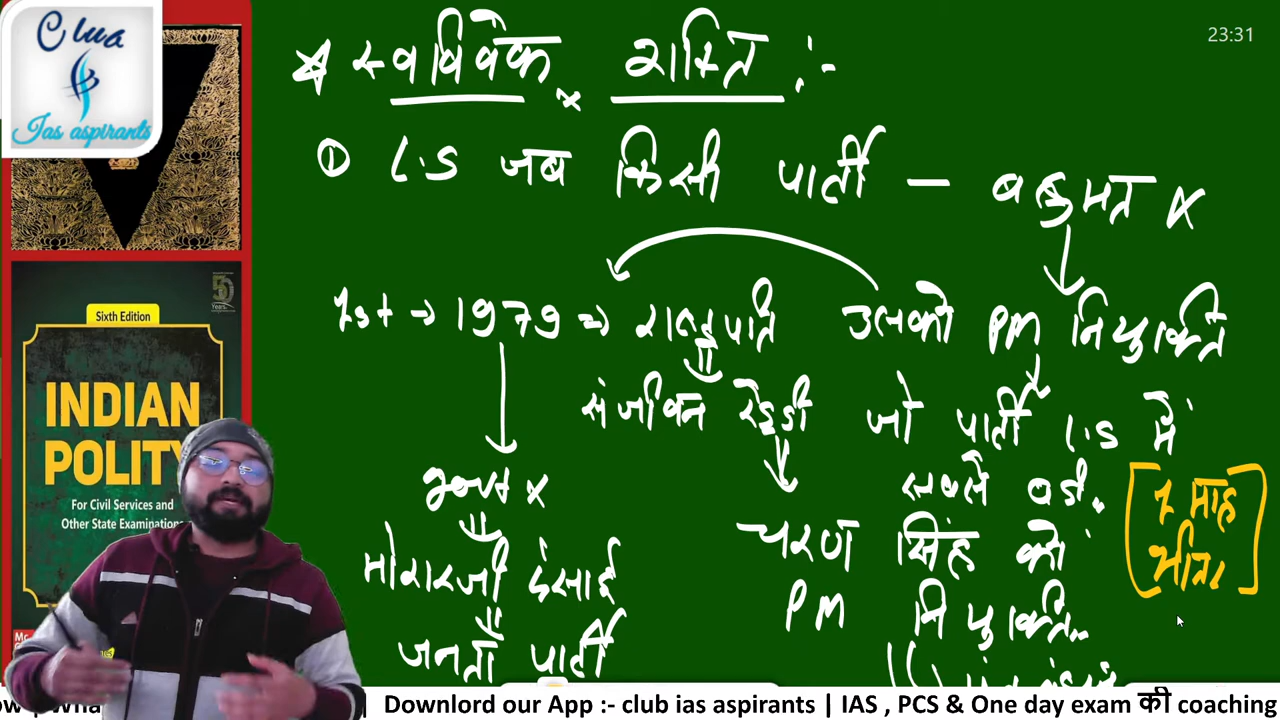 Clua
Ias aspirants
23:31
स्वविवेक शक्ति :-
① L.S जब किसी पार्टी — बहुमत x
1st → 1979 ⇒ राष्ट्रपति उसको PM नियुक्ति
संजीवन रेड्डी जो पार्टी L.S में
govt x सबसे बडी..
1 माह
भीतर
चरण सिंह को
मोरारजी देसाई PM नियुक्ति..
जनता पार्टी
50
Sixth Edition
INDIAN
POLITY
For Civil Services and
Other State Examinations
| Downlord our App :- club ias aspirants | IAS , PCS & One day exam की coaching